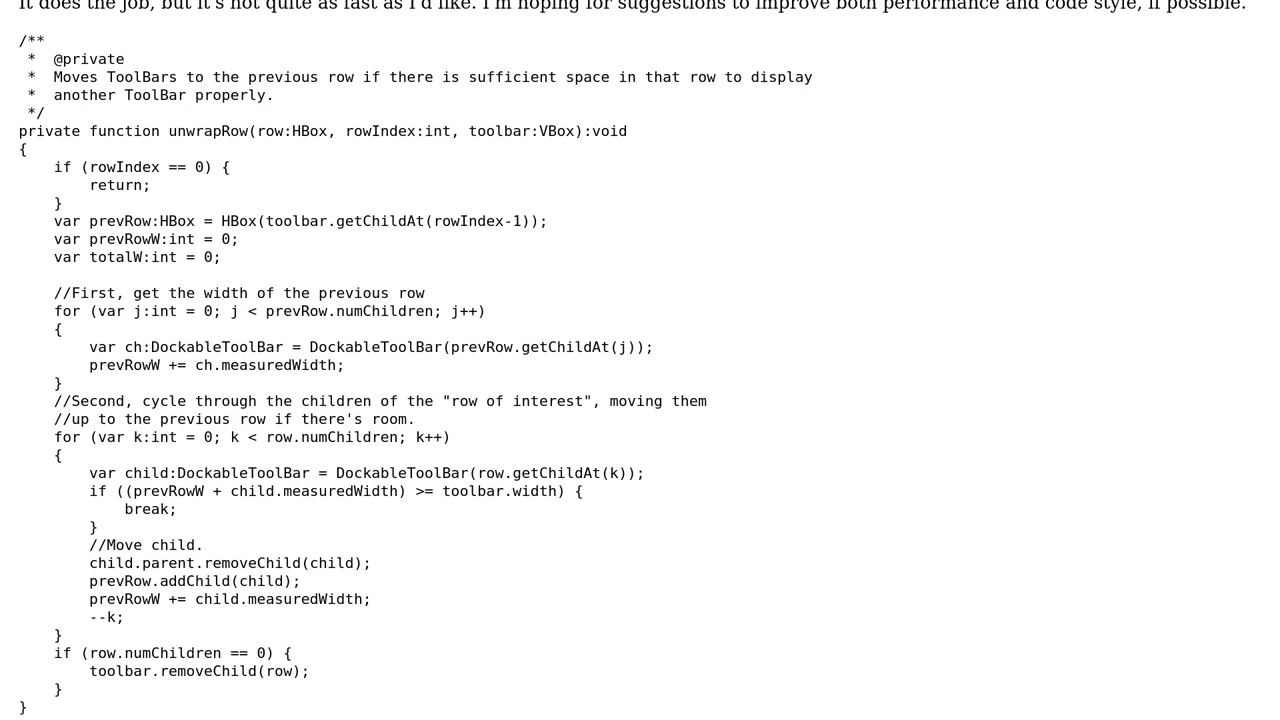 It does the job, but it's not quite as fast as I'd like. I'm hoping for suggestions to improve both performance and code style, if possible.
/**
 *  @private
 *  Moves ToolBars to the previous row if there is sufficient space in that row to display
 *  another ToolBar properly.
 */
private function unwrapRow(row:HBox, rowIndex:int, toolbar:VBox):void
{
    if (rowIndex == 0) {
        return;
    }
    var prevRow:HBox = HBox(toolbar.getChildAt(rowIndex-1));
    var prevRowW:int = 0;
    var totalW:int = 0;

    //First, get the width of the previous row
    for (var j:int = 0; j < prevRow.numChildren; j++)
    {
        var ch:DockableToolBar = DockableToolBar(prevRow.getChildAt(j));
        prevRowW += ch.measuredWidth;
    }
    //Second, cycle through the children of the "row of interest", moving them
    //up to the previous row if there's room.
    for (var k:int = 0; k < row.numChildren; k++)
    {
        var child:DockableToolBar = DockableToolBar(row.getChildAt(k));
        if ((prevRowW + child.measuredWidth) >= toolbar.width) {
            break;
        }
        //Move child.
        child.parent.removeChild(child);
        prevRow.addChild(child);
        prevRowW += child.measuredWidth;
        --k;
    }
    if (row.numChildren == 0) {
        toolbar.removeChild(row);
    }
}